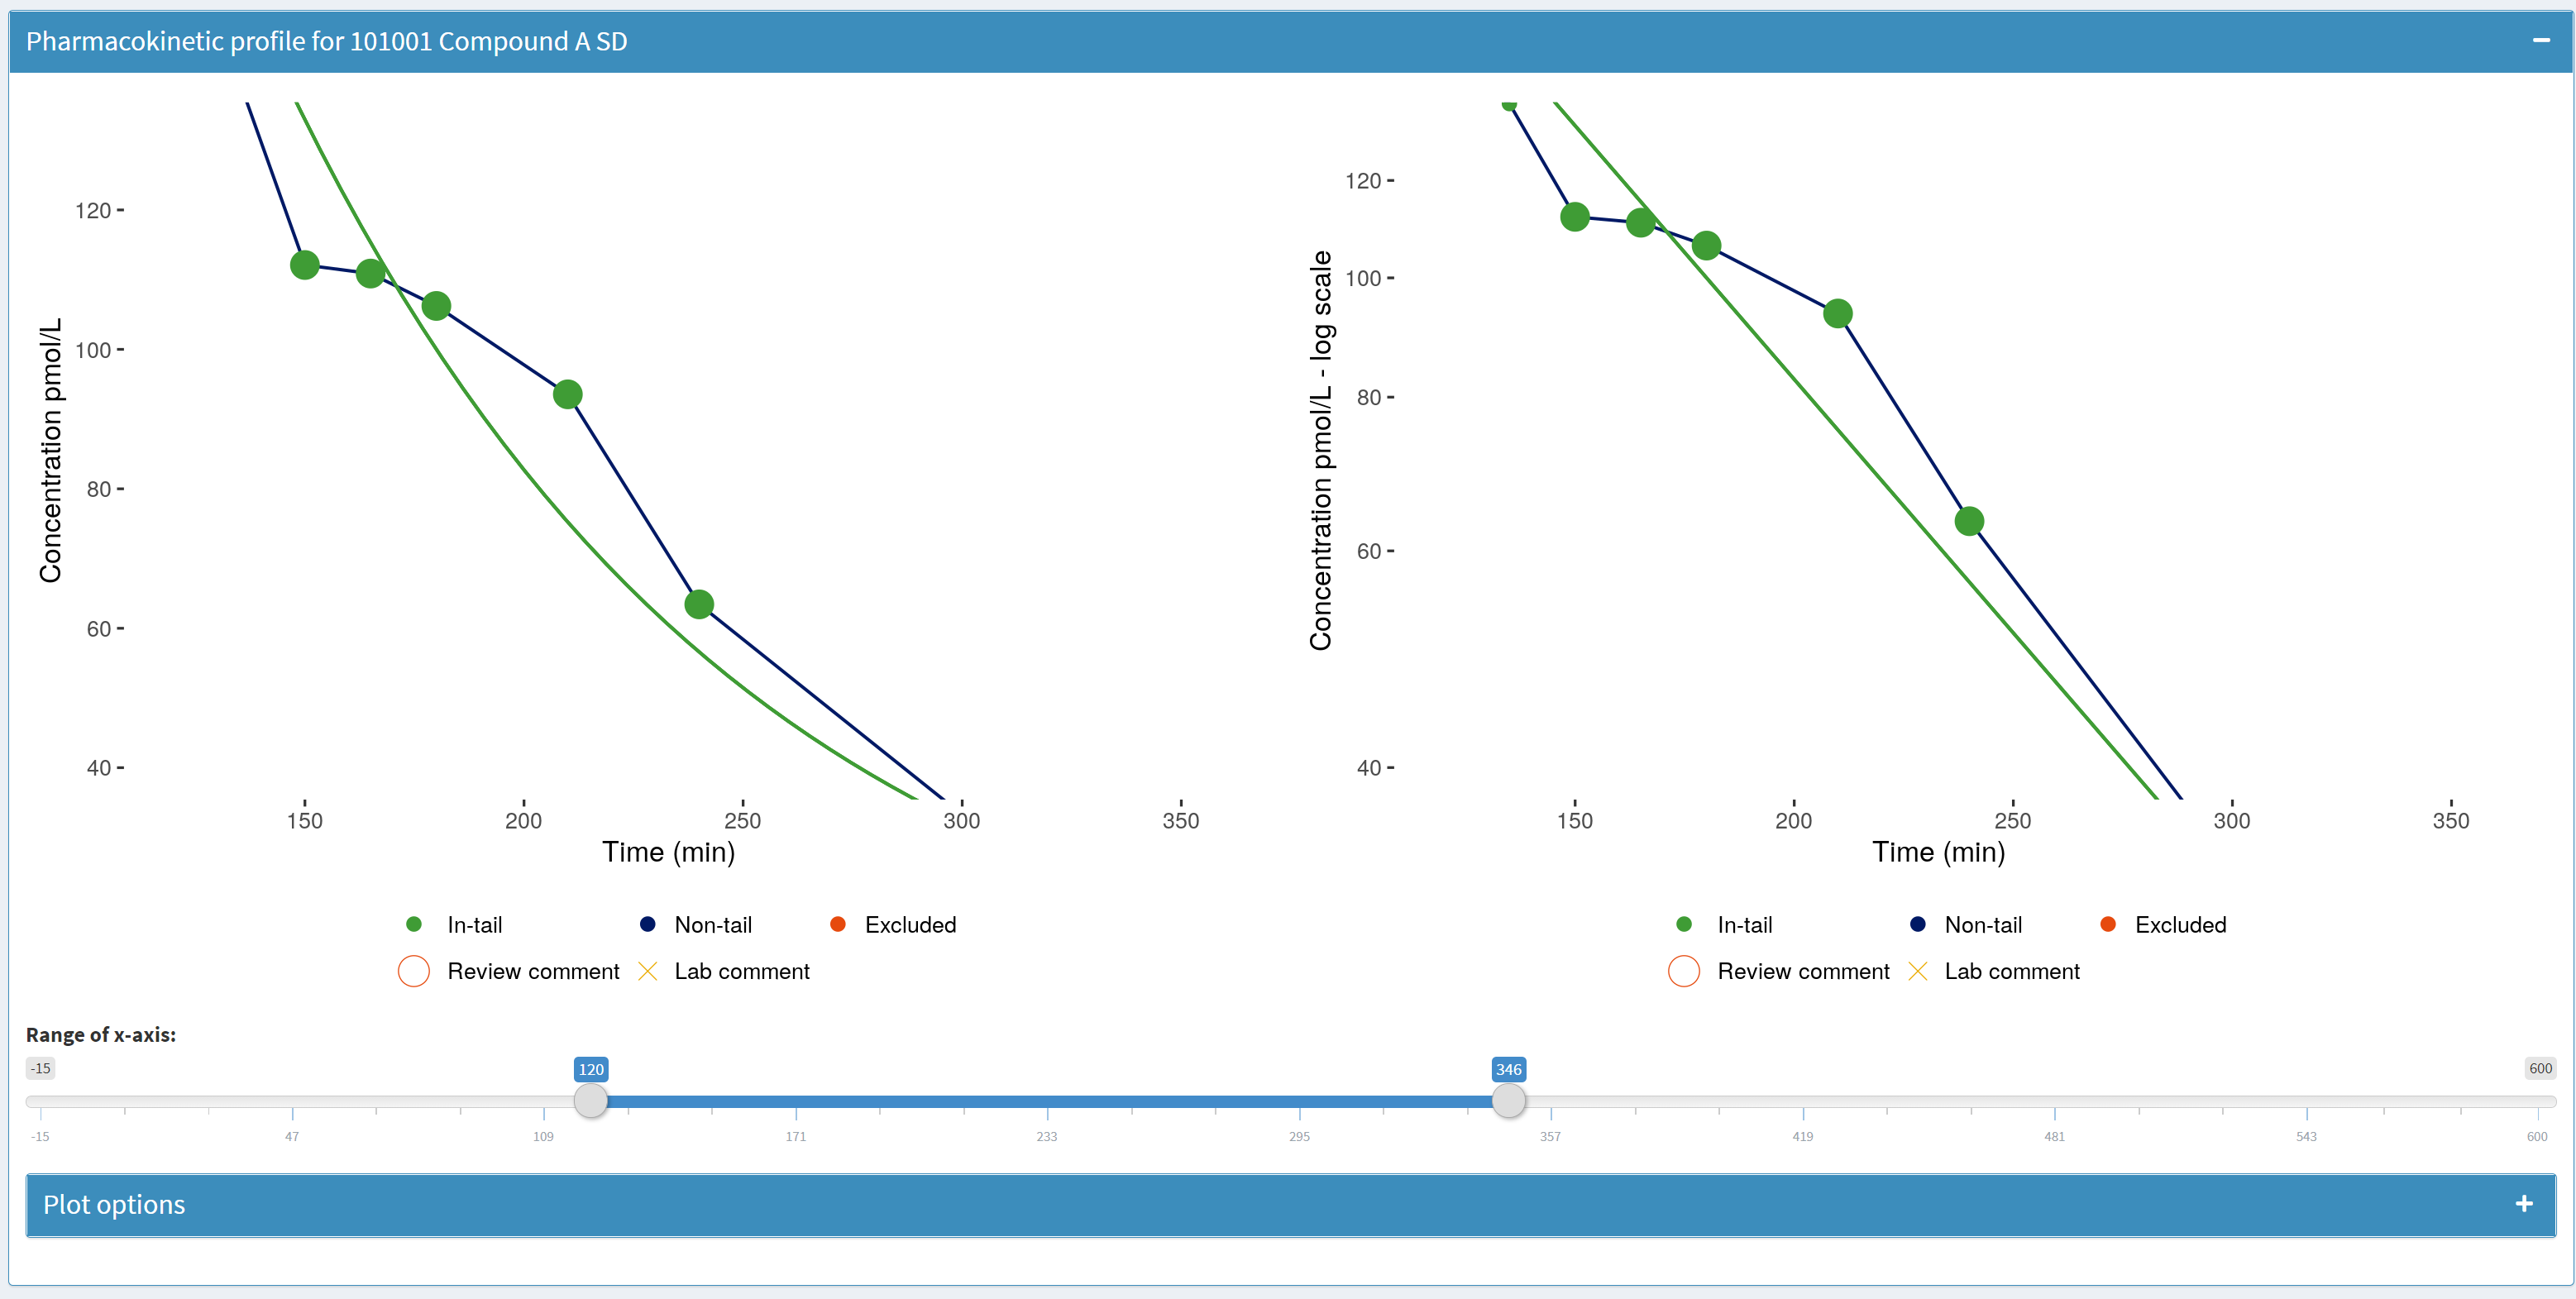 Pharmacokinetic profile for 101001 Compound A SD
Concentration pmol/L
120
100
80
60
40
150 200 250 300 350
Time (min)
In-tail Non-tail Excluded
Review comment Lab comment
Concentration pmol/L - log scale
120
100
80
60
40
150 200 250 300 350
Time (min)
In-tail Non-tail Excluded
Review comment Lab comment
Range of x-axis:
-15 120 346 600
-15 47 109 171 233 295 357 419 481 543 600
Plot options